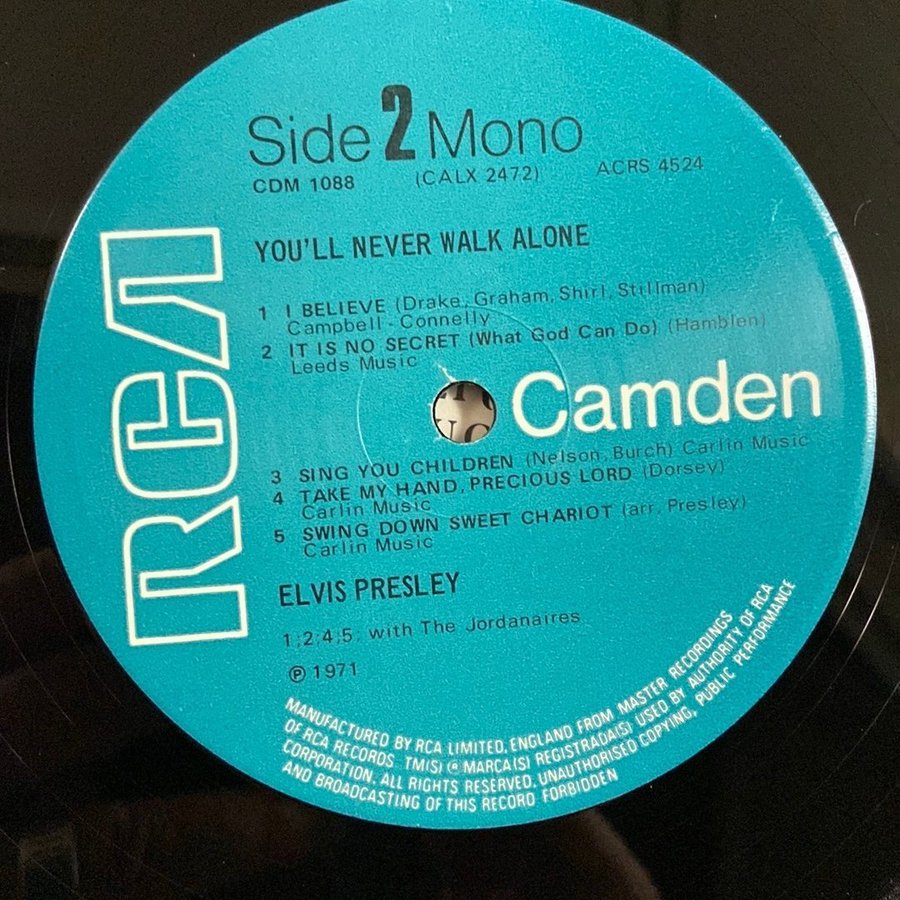 Side 2 Mono
CDM 1088 (CALX 2472) ACRS 4524
YOU'LL NEVER WALK ALONE
1 I BELIEVE (Drake, Graham, Shirl, Stillman)
Campbell - Connelly
2 IT IS NO SECRET (What God Can Do) (Hamblen)
Leeds Music
RCA
Camden
3 SING YOU CHILDREN (Nelson, Burch) Carlin Music
4 TAKE MY HAND, PRECIOUS LORD (Dorsey)
Carlin Music
5 SWING DOWN SWEET CHARIOT (arr. Presley)
Carlin Music
ELVIS PRESLEY
1;2;4;5; with The Jordanaires
℗ 1971
MANUFACTURED BY RCA LIMITED, ENGLAND FROM MASTER RECORDINGS
OF RCA RECORDS. TM(S) ® MARCA(S) REGISTRADA(S) USED BY AUTHORITY OF RCA
CORPORATION. ALL RIGHTS RESERVED. UNAUTHORISED COPYING, PUBLIC PERFORMANCE
AND BROADCASTING OF THIS RECORD FORBIDDEN